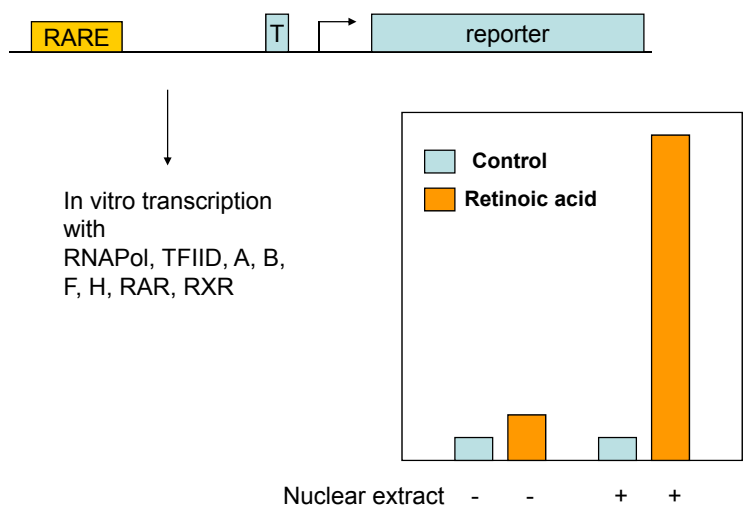 RARE
T
reporter
In vitro transcription
with
RNAPol, TFIID, A, B,
F, H, RAR, RXR
Control
Retinoic acid
Nuclear extract - - + +